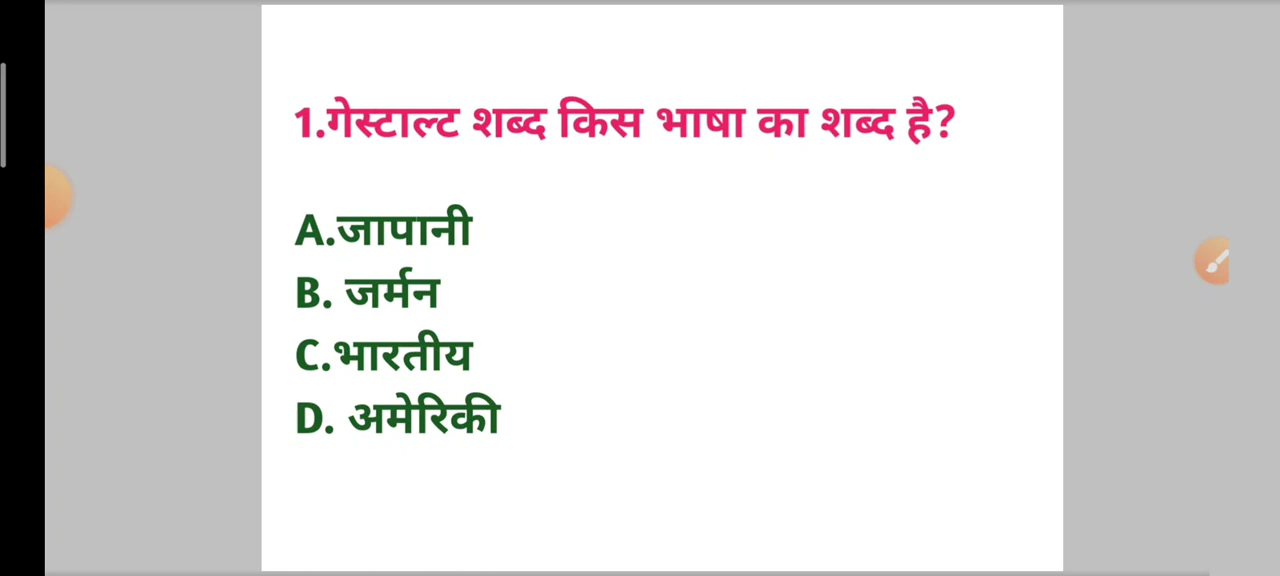 1.गेस्टाल्ट शब्द किस भाषा का शब्द है?
A.जापानी
B. जर्मन
C.भारतीय
D. अमेरिकी